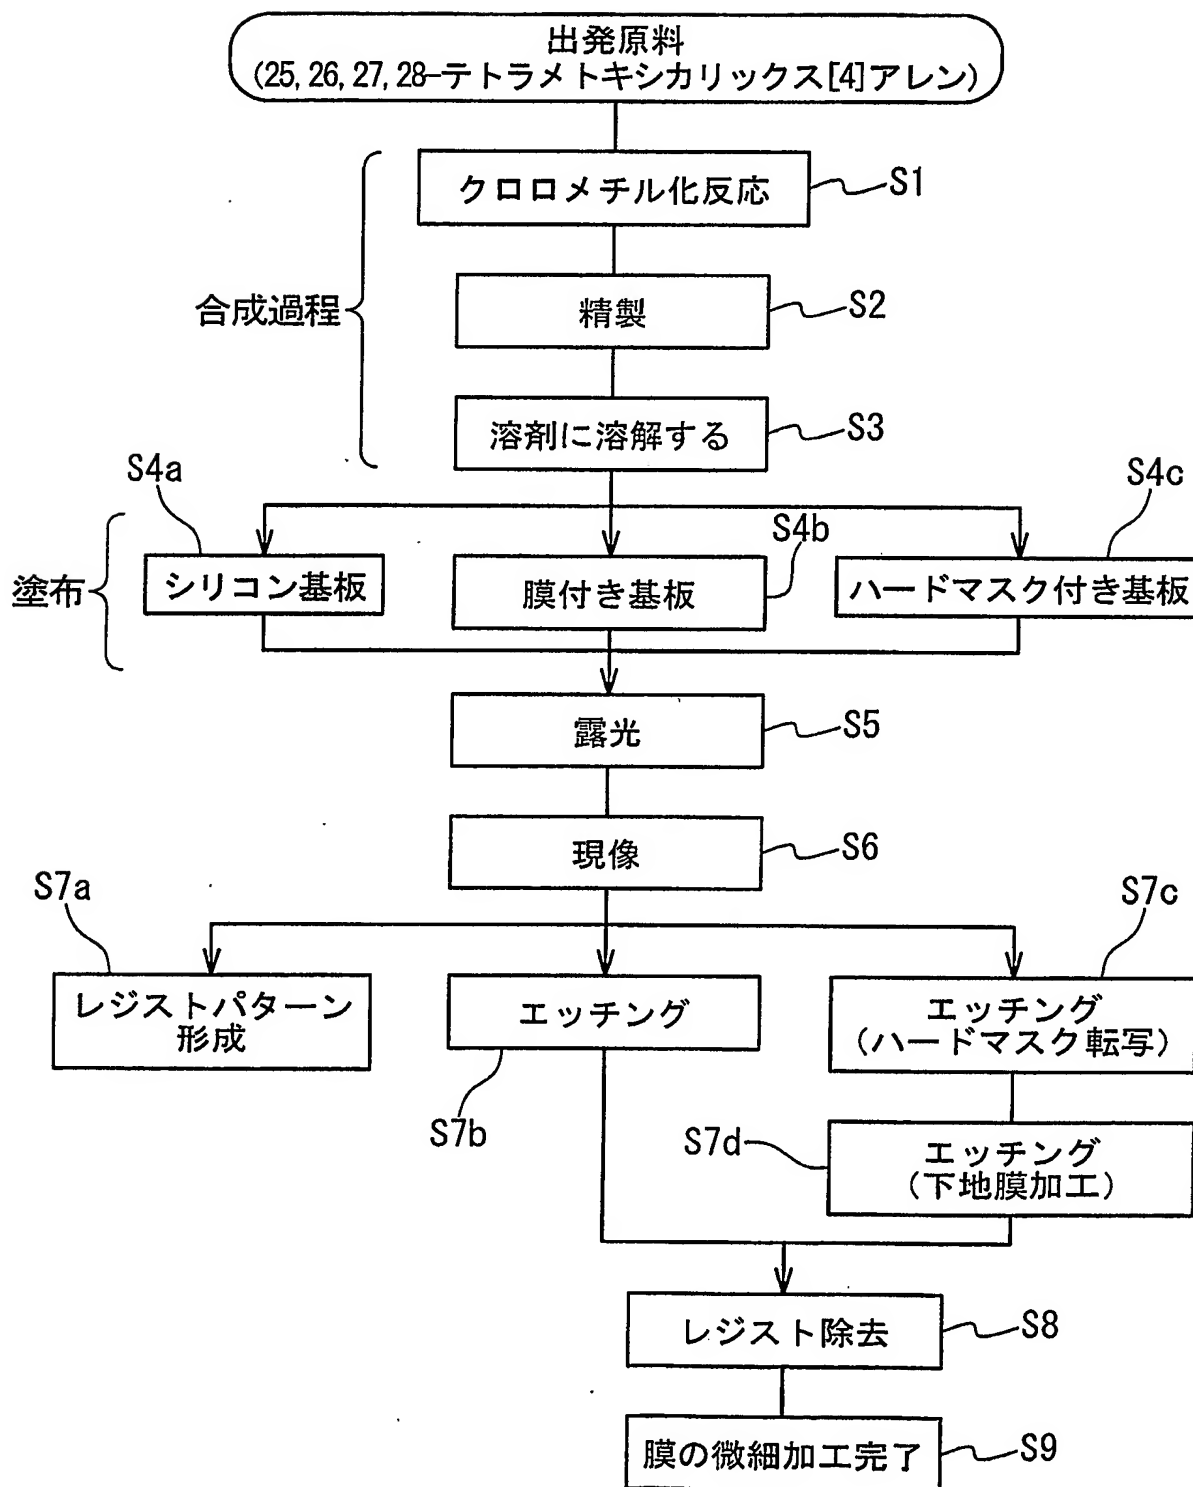 出発原料
(25, 26, 27, 28-テトラメトキシカリックス[4]アレン)
クロロメチル化反応
S1
合成過程
精製
S2
溶剤に溶解する
S3
S4a
S4b
S4c
塗布
シリコン基板
膜付き基板
ハードマスク付き基板
露光
S5
現像
S6
S7a
S7c
レジストパターン
形成
エッチング
エッチング
(ハードマスク転写)
S7b
S7d
エッチング
(下地膜加工)
レジスト除去
S8
膜の微細加工完了
S9